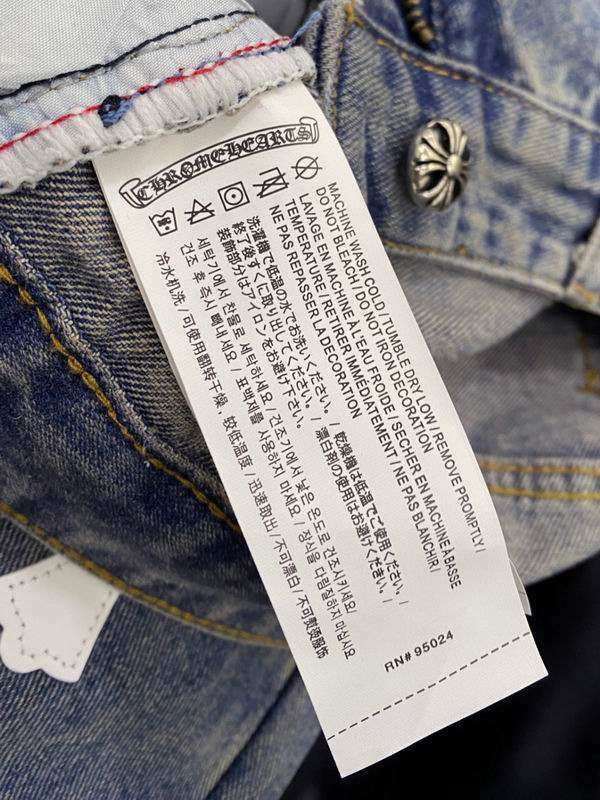 CHROME HEARTS
MACHINE WASH COLD / TUMBLE DRY LOW / REMOVE PROMPTLY /
DO NOT BLEACH / DO NOT IRON DECORATION
LAVAGE EN MACHINE À L'EAU FROIDE / SECHER EN MACHINE À BASSE
TEMPERATURE / RETIRER IMMÉDIATEMENT / NE PAS BLANCHIR /
NE PAS REPASSER LA DECORATION
洗濯機で低温の水でお洗いください。 / 乾燥機は低温でご使用ください。 /
終了後すぐに取り出してください。 / 漂白剤の使用はお避けください。 /
装飾部分はアイロンをお避け下さい。
세탁기에서 찬물로 세탁하세요 / 건조기에서 낮은 온도로 건조시키세요 /
건조 후 즉시 빼내세요 / 표백제를 사용하지 마세요 / 장식을 다림질하지 마십시오
冷水机洗 / 可使用翻转干燥．较低温度 / 迅速取出 / 不可漂白 / 不可熨烫服饰
RN# 95024